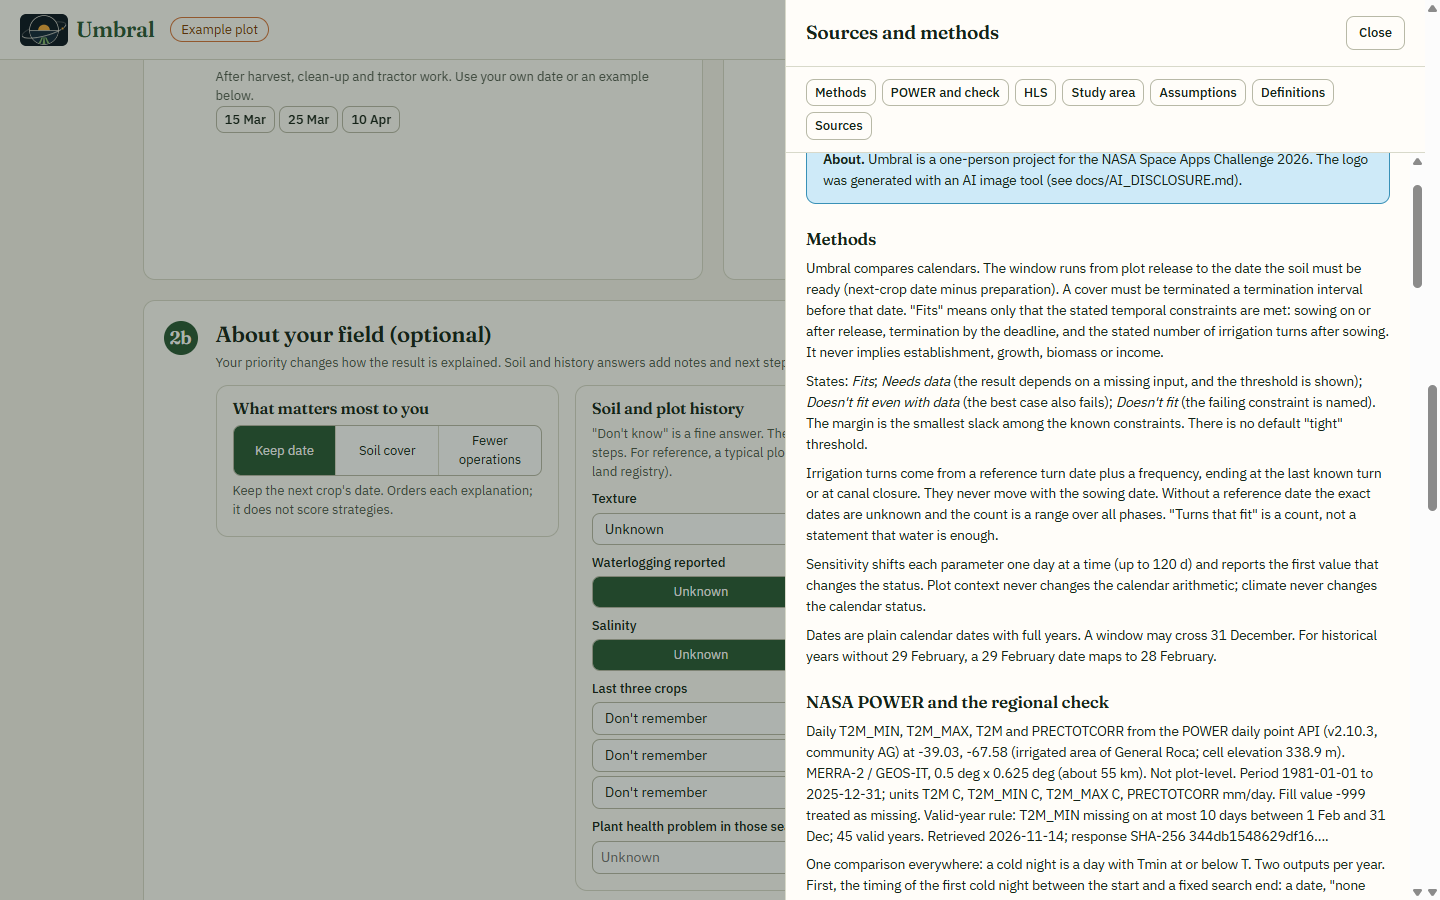 Umbral
Example plot
After harvest, clean-up and tractor work. Use your own date or an example
below.
15 Mar
25 Mar
10 Apr
2b
About your field (optional)
Your priority changes how the result is explained. Soil and history answers add notes and next step
What matters most to you
Keep date
Soil cover
Fewer
operations
Keep the next crop's date. Orders each explanation;
it does not score strategies.
Soil and plot history
"Don't know" is a fine answer. The
steps. For reference, a typical plo
land registry).
Texture
Unknown
Waterlogging reported
Unknown
Salinity
Unknown
Last three crops
Don't remember
Don't remember
Don't remember
Plant health problem in those se
Unknown
Sources and methods
Close
Methods
POWER and check
HLS
Study area
Assumptions
Definitions
Sources
About. Umbral is a one-person project for the NASA Space Apps Challenge 2026. The logo
was generated with an AI image tool (see docs/AI_DISCLOSURE.md).
Methods
Umbral compares calendars. The window runs from plot release to the date the soil must be
ready (next-crop date minus preparation). A cover must be terminated a termination interval
before that date. "Fits" means only that the stated temporal constraints are met: sowing on or
after release, termination by the deadline, and the stated number of irrigation turns after sowing.
It never implies establishment, growth, biomass or income.
States: Fits; Needs data (the result depends on a missing input, and the threshold is shown);
Doesn't fit even with data (the best case also fails); Doesn't fit (the failing constraint is named).
The margin is the smallest slack among the known constraints. There is no default "tight"
threshold.
Irrigation turns come from a reference turn date plus a frequency, ending at the last known turn
or at canal closure. They never move with the sowing date. Without a reference date the exact
dates are unknown and the count is a range over all phases. "Turns that fit" is a count, not a
statement that water is enough.
Sensitivity shifts each parameter one day at a time (up to 120 d) and reports the first value that
changes the status. Plot context never changes the calendar arithmetic; climate never changes
the calendar status.
Dates are plain calendar dates with full years. A window may cross 31 December. For historical
years without 29 February, a 29 February date maps to 28 February.
NASA POWER and the regional check
Daily T2M_MIN, T2M_MAX, T2M and PRECTOTCORR from the POWER daily point API (v2.10.3,
community AG) at -39.03, -67.58 (irrigated area of General Roca; cell elevation 338.9 m).
MERRA-2 / GEOS-IT, 0.5 deg x 0.625 deg (about 55 km). Not plot-level. Period 1981-01-01 to
2025-12-31; units T2M C, T2M_MIN C, T2M_MAX C, PRECTOTCORR mm/day. Fill value -999
treated as missing. Valid-year rule: T2M_MIN missing on at most 10 days between 1 Feb and 31
Dec; 45 valid years. Retrieved 2026-11-14; response SHA-256 344db1548629df16....
One comparison everywhere: a cold night is a day with Tmin at or below T. Two outputs per year.
First, the timing of the first cold night between the start and a fixed search end: a date, "none